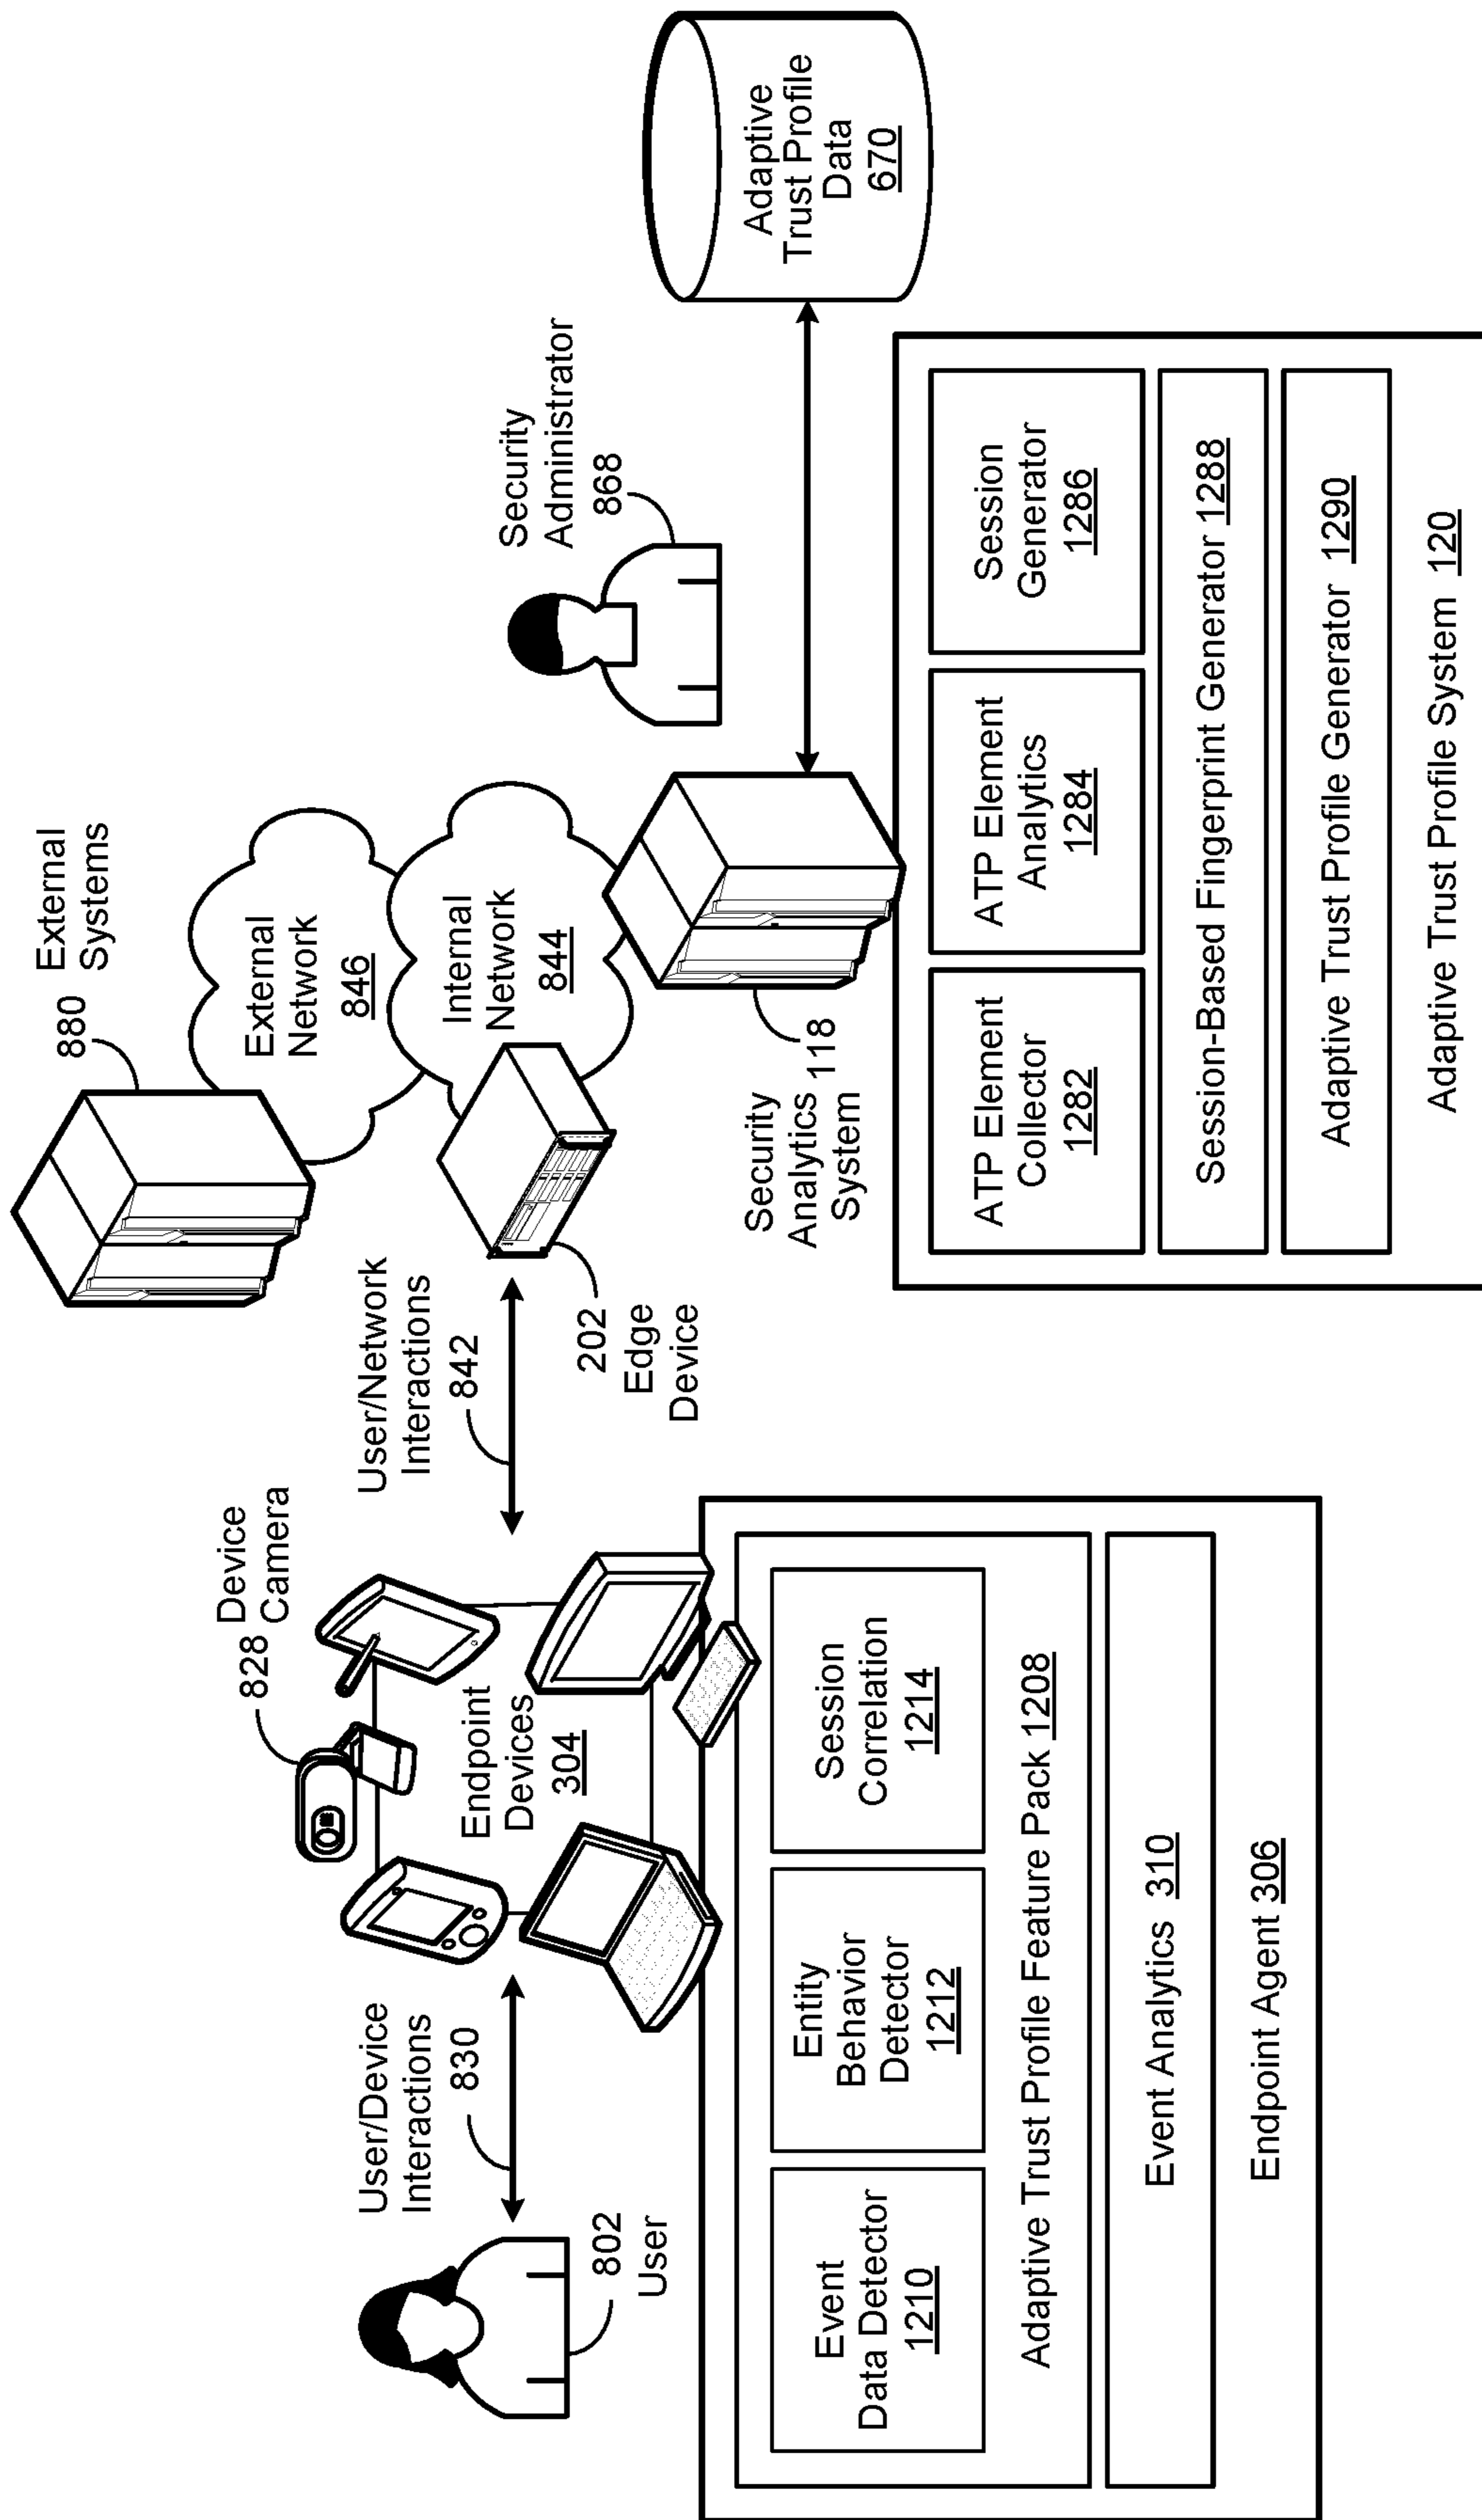 880 External
Systems
External
Network
846
Internal
Network
844
Device
828 Camera
User/Device
Interactions
830
User/Network
Interactions
842
Endpoint
Devices
304
802
User
202
Edge
Device
Security
Administrator
868
Security
Analytics 118
System
Adaptive
Trust Profile
Data
670
Event
Data Detector
1210
Entity
Behavior
Detector
1212
Session
Correlation
1214
Adaptive Trust Profile Feature Pack 1208
Event Analytics 310
Endpoint Agent 306
ATP Element
Collector
1282
ATP Element
Analytics
1284
Session
Generator
1286
Session-Based Fingerprint Generator 1288
Adaptive Trust Profile Generator 1290
Adaptive Trust Profile System 120